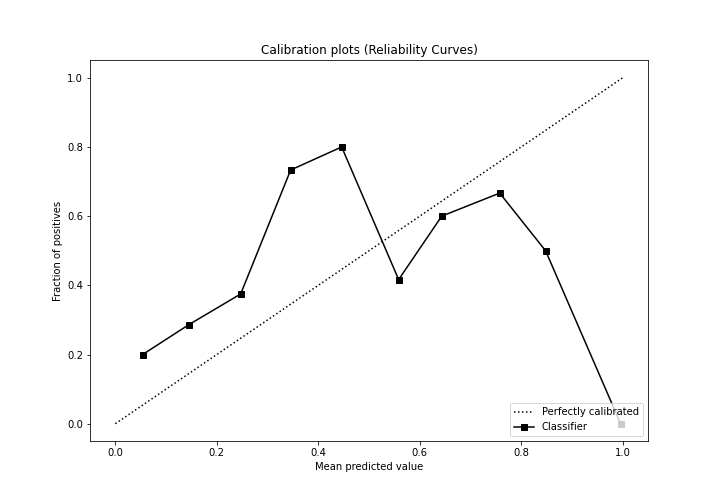 Calibration plots (Reliability Curves)
1.0
0.8
0.6
0.4
0.2
0.0
Fraction of positives
0.0 0.2 0.4 0.6 0.8 1.0
Mean predicted value
Perfectly calibrated
Classifier